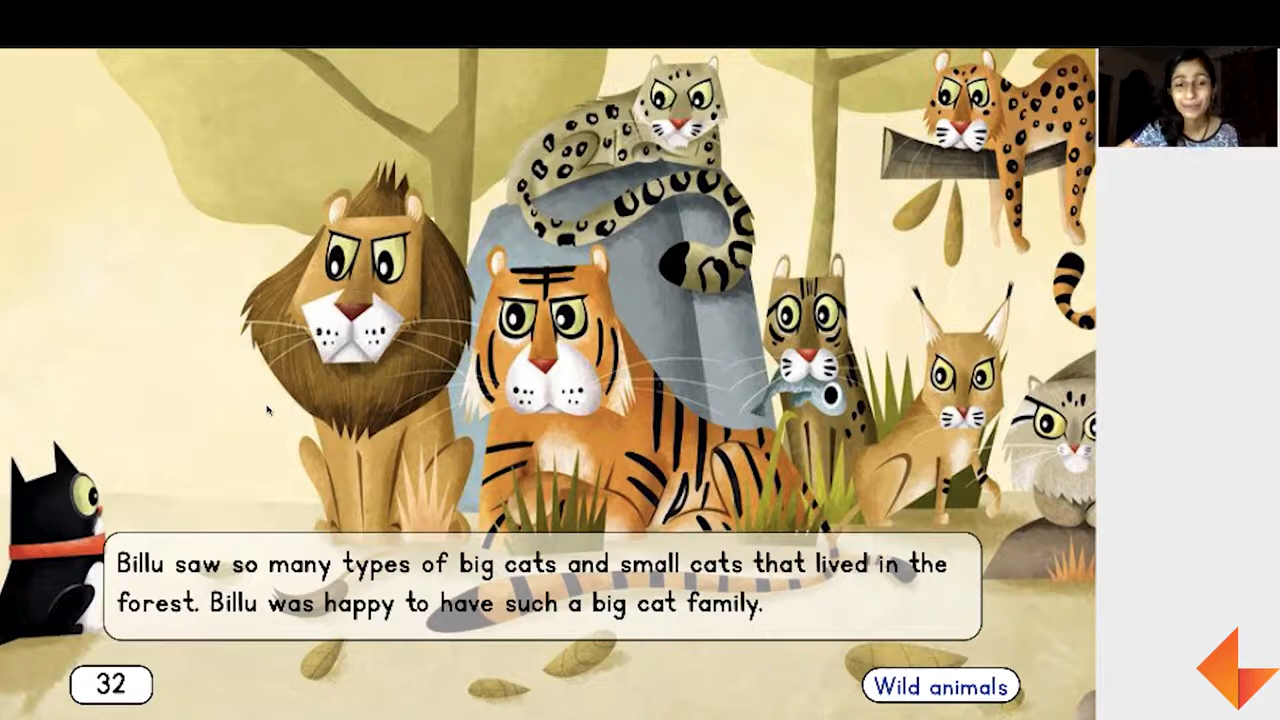 Billu saw so many types of big cats and small cats that lived in the
forest. Billu was happy to have such a big cat family.
32
Wild animals